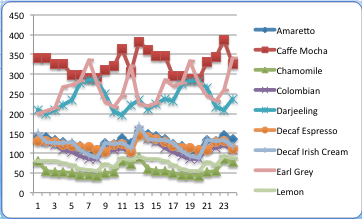 450
400
350
300
250
200
150
100
50
0
1 3 5 7 9 11 13 15 17 19 21 23
Amaretto
Caffe Mocha
Chamomile
Colombian
Darjeeling
Decaf Espresso
Decaf Irish Cream
Earl Grey
Lemon